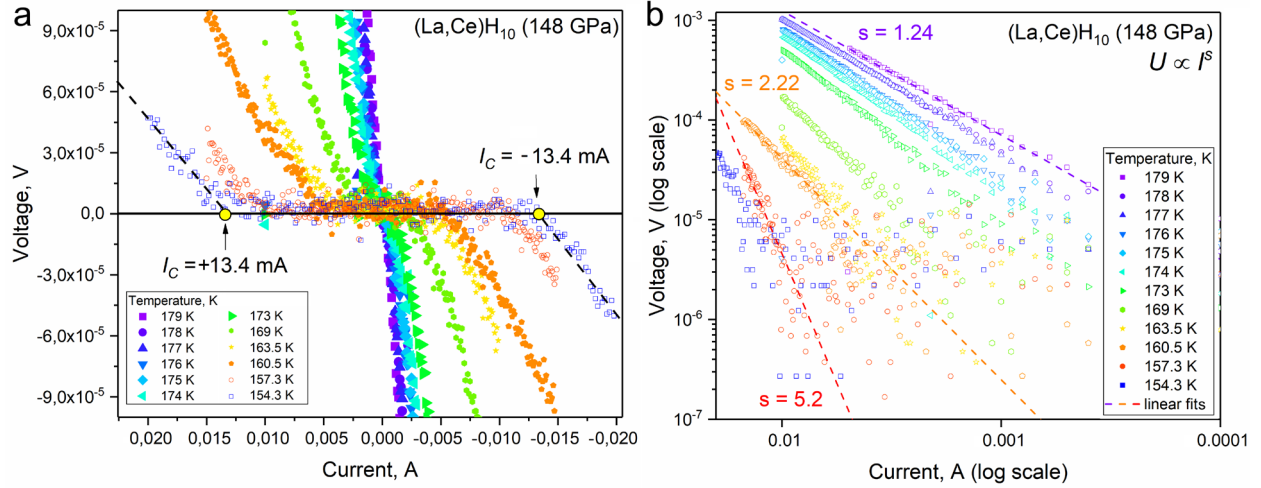 a
(La,Ce)H10 (148 GPa)
9,0x10-5
6,0x10-5
3,0x10-5
0,0
-3,0x10-5
-6,0x10-5
-9,0x10-5
Voltage, V
IC = -13.4 mA
IC = +13.4 mA
Temperature, K
179 K
178 K
177 K
176 K
175 K
174 K
173 K
169 K
163.5 K
160.5 K
157.3 K
154.3 K
0,020
0,015
0,010
0,005
0,000
-0,005
-0,010
-0,015
-0,020
Current, A
b
(La,Ce)H10 (148 GPa)
U ∝ Is
s = 1.24
s = 2.22
s = 5.2
10-3
10-4
10-5
10-6
10-7
Voltage, V (log scale)
Temperature, K
179 K
178 K
177 K
176 K
175 K
174 K
173 K
169 K
163.5 K
160.5 K
157.3 K
154.3 K
linear fits
0.01
0.001
0.0001
Current, A (log scale)